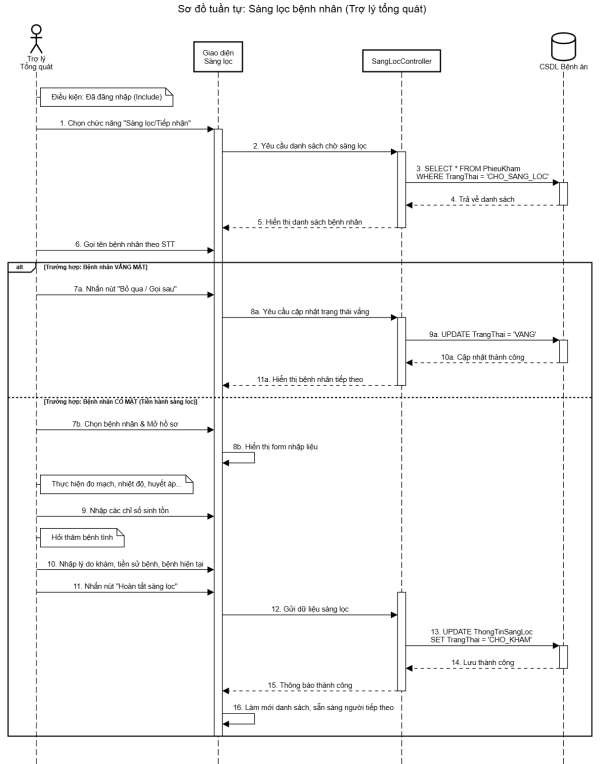 Sơ đồ tuần tự: Sàng lọc bệnh nhân (Trợ lý tổng quát)
Trợ lý
Tổng quát
Giao diện
Sàng lọc
SangLocController
CSDL Bệnh án
Điều kiện: Đã đăng nhập (Include)
1. Chọn chức năng "Sàng lọc/Tiếp nhận"
2. Yêu cầu danh sách chờ sàng lọc
3. SELECT * FROM PhieuKham
WHERE TrangThai = 'CHO_SANG_LOC'
4. Trả về danh sách
5. Hiển thị danh sách bệnh nhân
6. Gọi tên bệnh nhân theo STT
alt
[Trường hợp: Bệnh nhân VẮNG MẶT]
7a. Nhấn nút "Bỏ qua / Gọi sau"
8a. Yêu cầu cập nhật trạng thái vắng
9a. UPDATE TrangThai = 'VANG'
10a. Cập nhật thành công
11a. Hiển thị bệnh nhân tiếp theo
[Trường hợp: Bệnh nhân CÓ MẶT (Tiến hành sàng lọc)]
7b. Chọn bệnh nhân & Mở hồ sơ
8b. Hiển thị form nhập liệu
Thực hiện đo mạch, nhiệt độ, huyết áp...
9. Nhập các chỉ số sinh tồn
Hỏi thăm bệnh tình
10. Nhập lý do khám, tiền sử bệnh, bệnh hiện tại
11. Nhấn nút "Hoàn tất sàng lọc"
12. Gửi dữ liệu sàng lọc
13. UPDATE ThongTinSangLoc
SET TrangThai = 'CHO_KHAM'
14. Lưu thành công
15. Thông báo thành công
16. Làm mới danh sách, sẵn sàng người tiếp theo